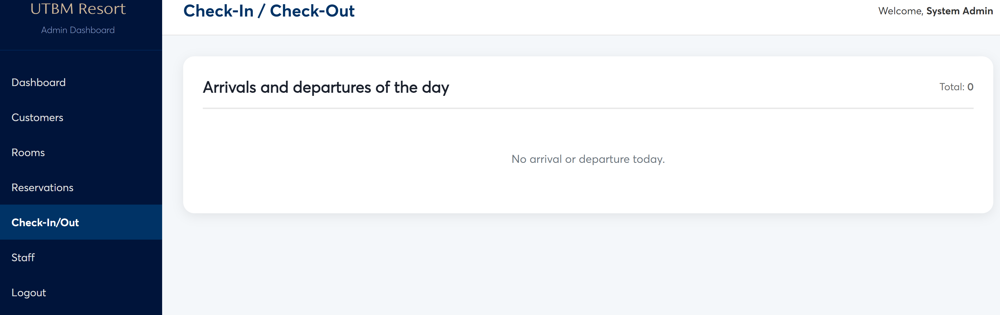 UTBM Resort
Admin Dashboard
Dashboard
Customers
Rooms
Reservations
Check-In/Out
Staff
Logout
Check-In / Check-Out
Welcome, System Admin
Arrivals and departures of the day
Total: 0
No arrival or departure today.